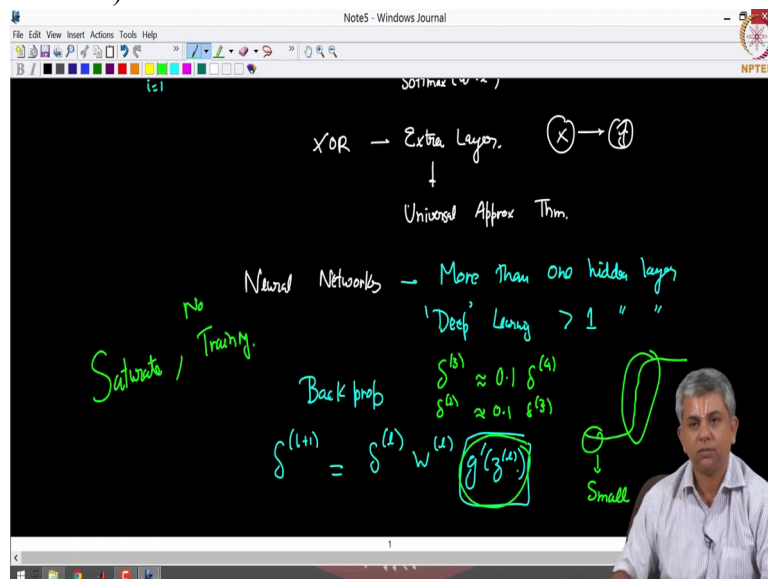 Note5 - Windows Journal
File Edit View Insert Actions Tools Help
NPTEL
i=1
XOR — Extra Layer. X → ŷ
Universal Approx Thm.
Neural Networks — More than one hidden layer
'Deep' Learning > 1 " "
No
Saturate, Training.
Back prop
δ⁽³⁾ ≈ 0.1 δ⁽⁴⁾
δ⁽²⁾ ≈ 0.1 δ⁽³⁾
δ⁽ˡ⁺¹⁾ = δ⁽ˡ⁾ W⁽ˡ⁾ g'(z⁽ˡ⁾)
Small
1